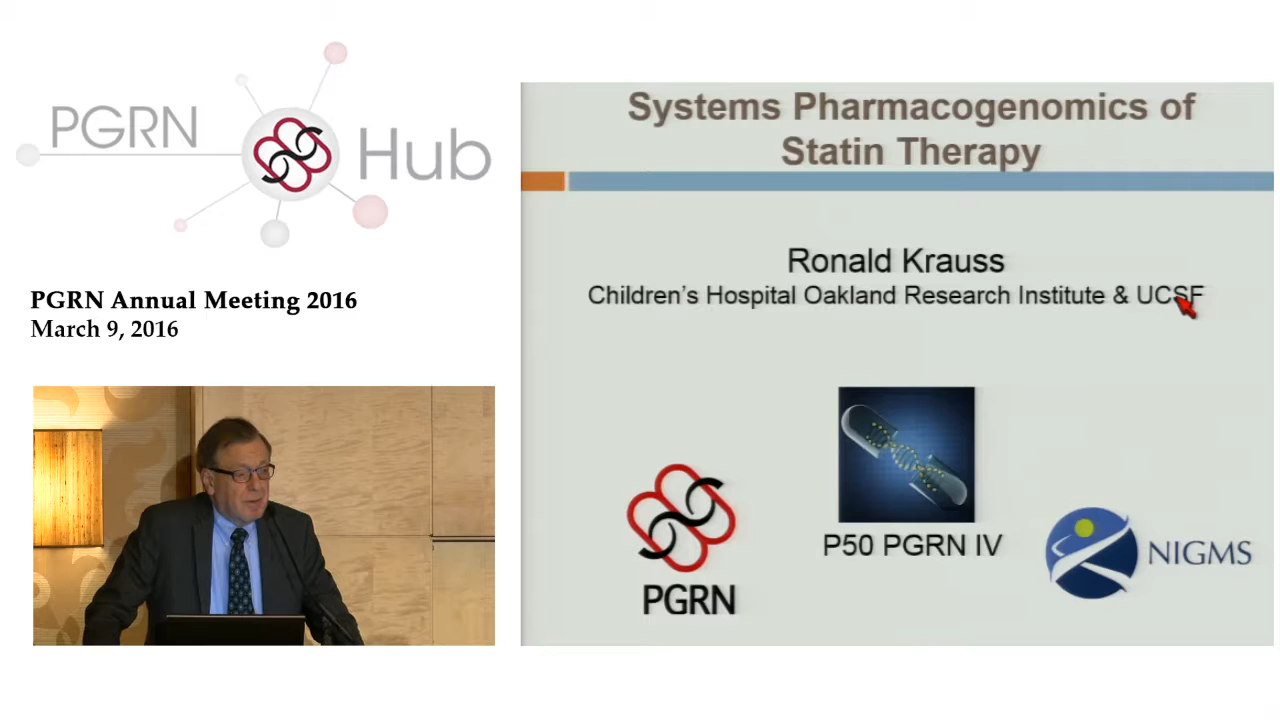 PGRN
Hub
PGRN Annual Meeting 2016
March 9, 2016
Systems Pharmacogenomics of
Statin Therapy
Ronald Krauss
Children's Hospital Oakland Research Institute & UCSF
P50 PGRN IV
NIGMS
PGRN